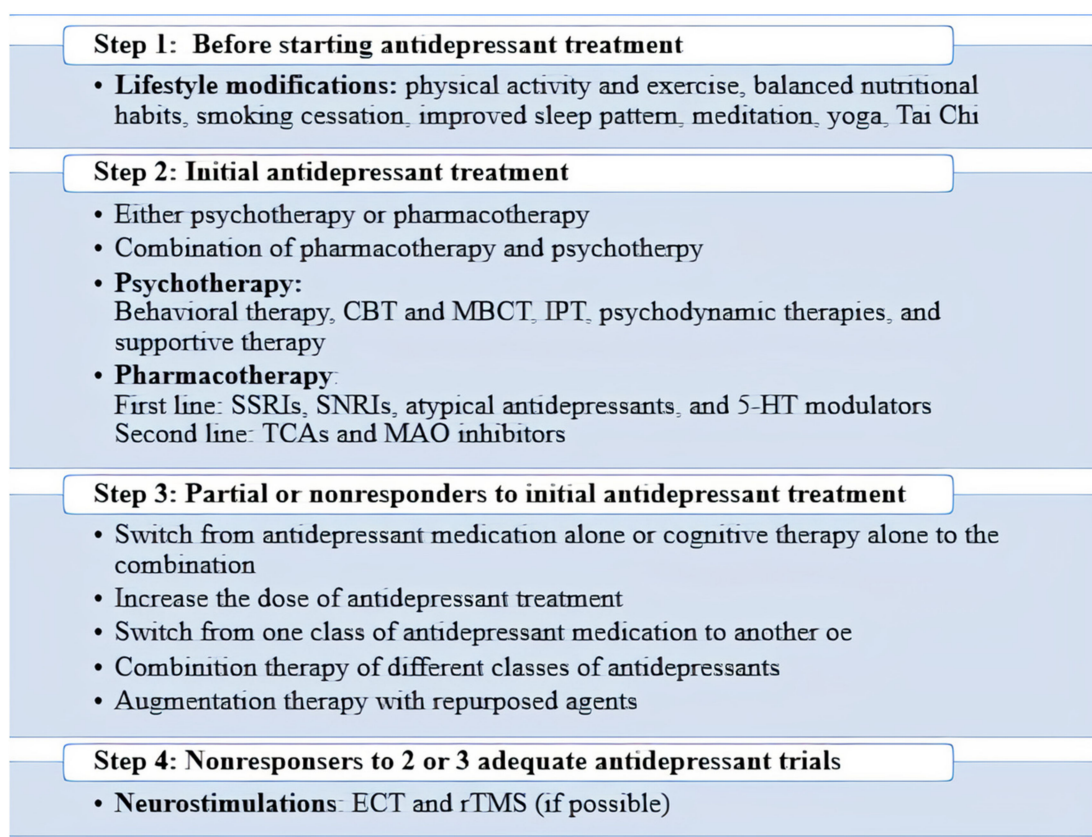 Step 1: Before starting antidepressant treatment
• Lifestyle modifications: physical activity and exercise, balanced nutritional
habits, smoking cessation, improved sleep pattern, meditation, yoga, Tai Chi
Step 2: Initial antidepressant treatment
• Either psychotherapy or pharmacotherapy
• Combination of pharmacotherapy and psychotherpy
• Psychotherapy:
Behavioral therapy, CBT and MBCT, IPT, psychodynamic therapies, and
supportive therapy
• Pharmacotherapy:
First line: SSRIs, SNRIs, atypical antidepressants, and 5-HT modulators
Second line: TCAs and MAO inhibitors
Step 3: Partial or nonresponders to initial antidepressant treatment
• Switch from antidepressant medication alone or cognitive therapy alone to the
combination
• Increase the dose of antidepressant treatment
• Switch from one class of antidepressant medication to another oe
• Combinition therapy of different classes of antidepressants
• Augmentation therapy with repurposed agents
Step 4: Nonresponsers to 2 or 3 adequate antidepressant trials
• Neurostimulations: ECT and rTMS (if possible)